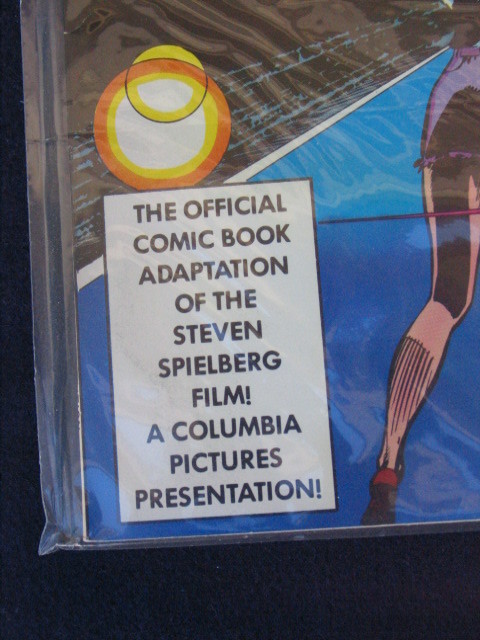 THE OFFICIAL
COMIC BOOK
ADAPTATION
OF THE
STEVEN
SPIELBERG
FILM!
A COLUMBIA
PICTURES
PRESENTATION!